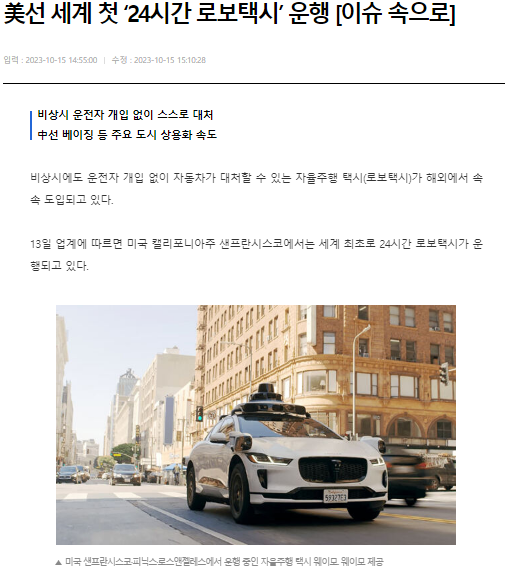 美선 세계 첫 ‘24시간 로보택시’ 운행 [이슈 속으로]
입력 : 2023-10-15 14:55:00 | 수정 : 2023-10-15 15:10:28
비상시 운전자 개입 없이 스스로 대처
中선 베이징 등 주요 도시 상용화 속도
비상시에도 운전자 개입 없이 자동차가 대처할 수 있는 자율주행 택시(로보택시)가 해외에서 속
속 도입되고 있다.
13일 업계에 따르면 미국 캘리포니아주 샌프란시스코에서는 세계 최초로 24시간 로보택시가 운
행되고 있다.
▲ 미국 샌프란시스코·피닉스·로스앤젤레스에서 운행 중인 자율주행 택시 웨이모. 웨이모 제공